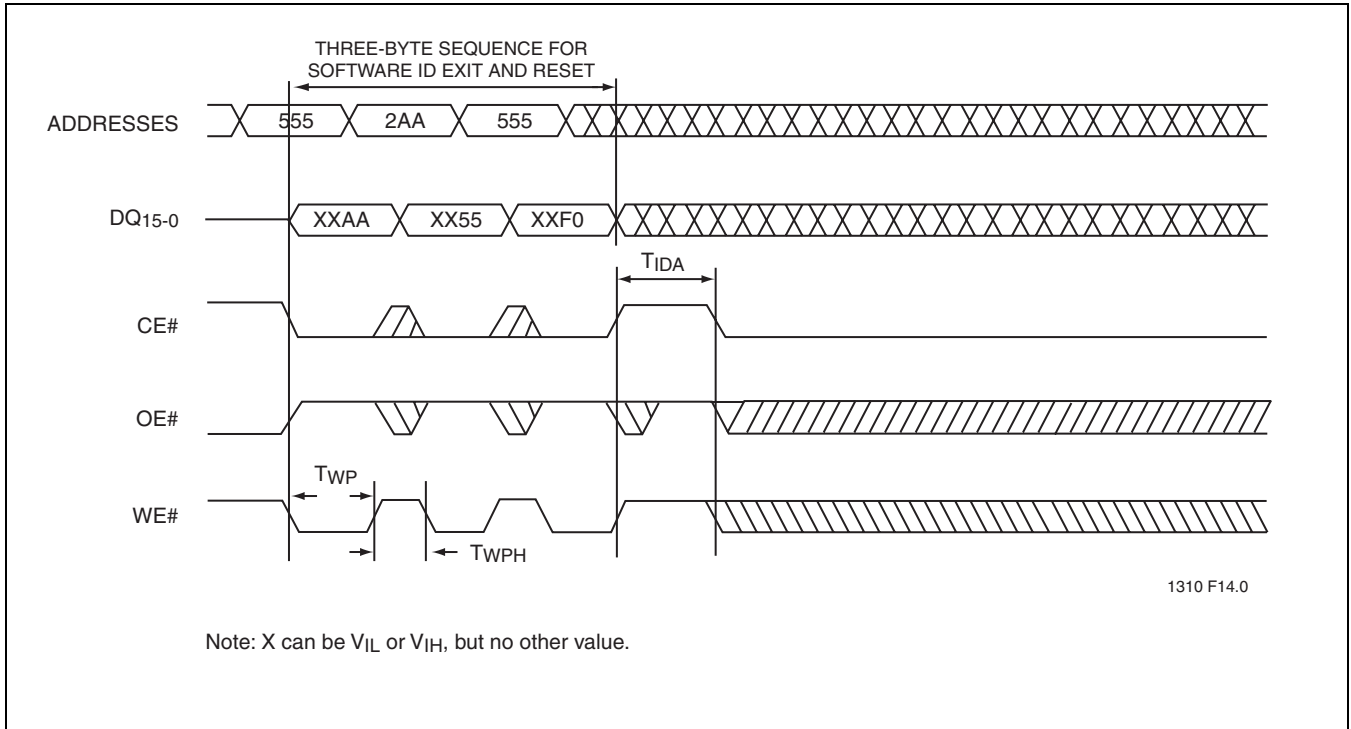 THREE-BYTE SEQUENCE FOR
SOFTWARE ID EXIT AND RESET
ADDRESSES 555 2AA 555
DQ15-0 XXAA XX55 XXF0
TIDA
CE#
OE#
TWP
WE#
TWPH
1310 F14.0
Note: X can be VIL or VIH, but no other value.